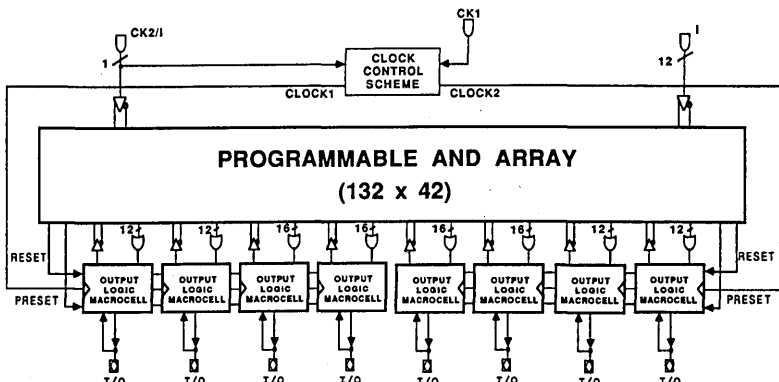 CK2/I
CK1
I
1
12
CLOCK CONTROL SCHEME
CLOCK1
CLOCK2
PROGRAMMABLE AND ARRAY
(132 x 42)
12 12 16 16 16 16 12 12
RESET
RESET
OUTPUT LOGIC MACROCELL
OUTPUT LOGIC MACROCELL
OUTPUT LOGIC MACROCELL
OUTPUT LOGIC MACROCELL
OUTPUT LOGIC MACROCELL
OUTPUT LOGIC MACROCELL
OUTPUT LOGIC MACROCELL
OUTPUT LOGIC MACROCELL
PRESET
PRESET
I/O I/O I/O I/O I/O I/O I/O I/O